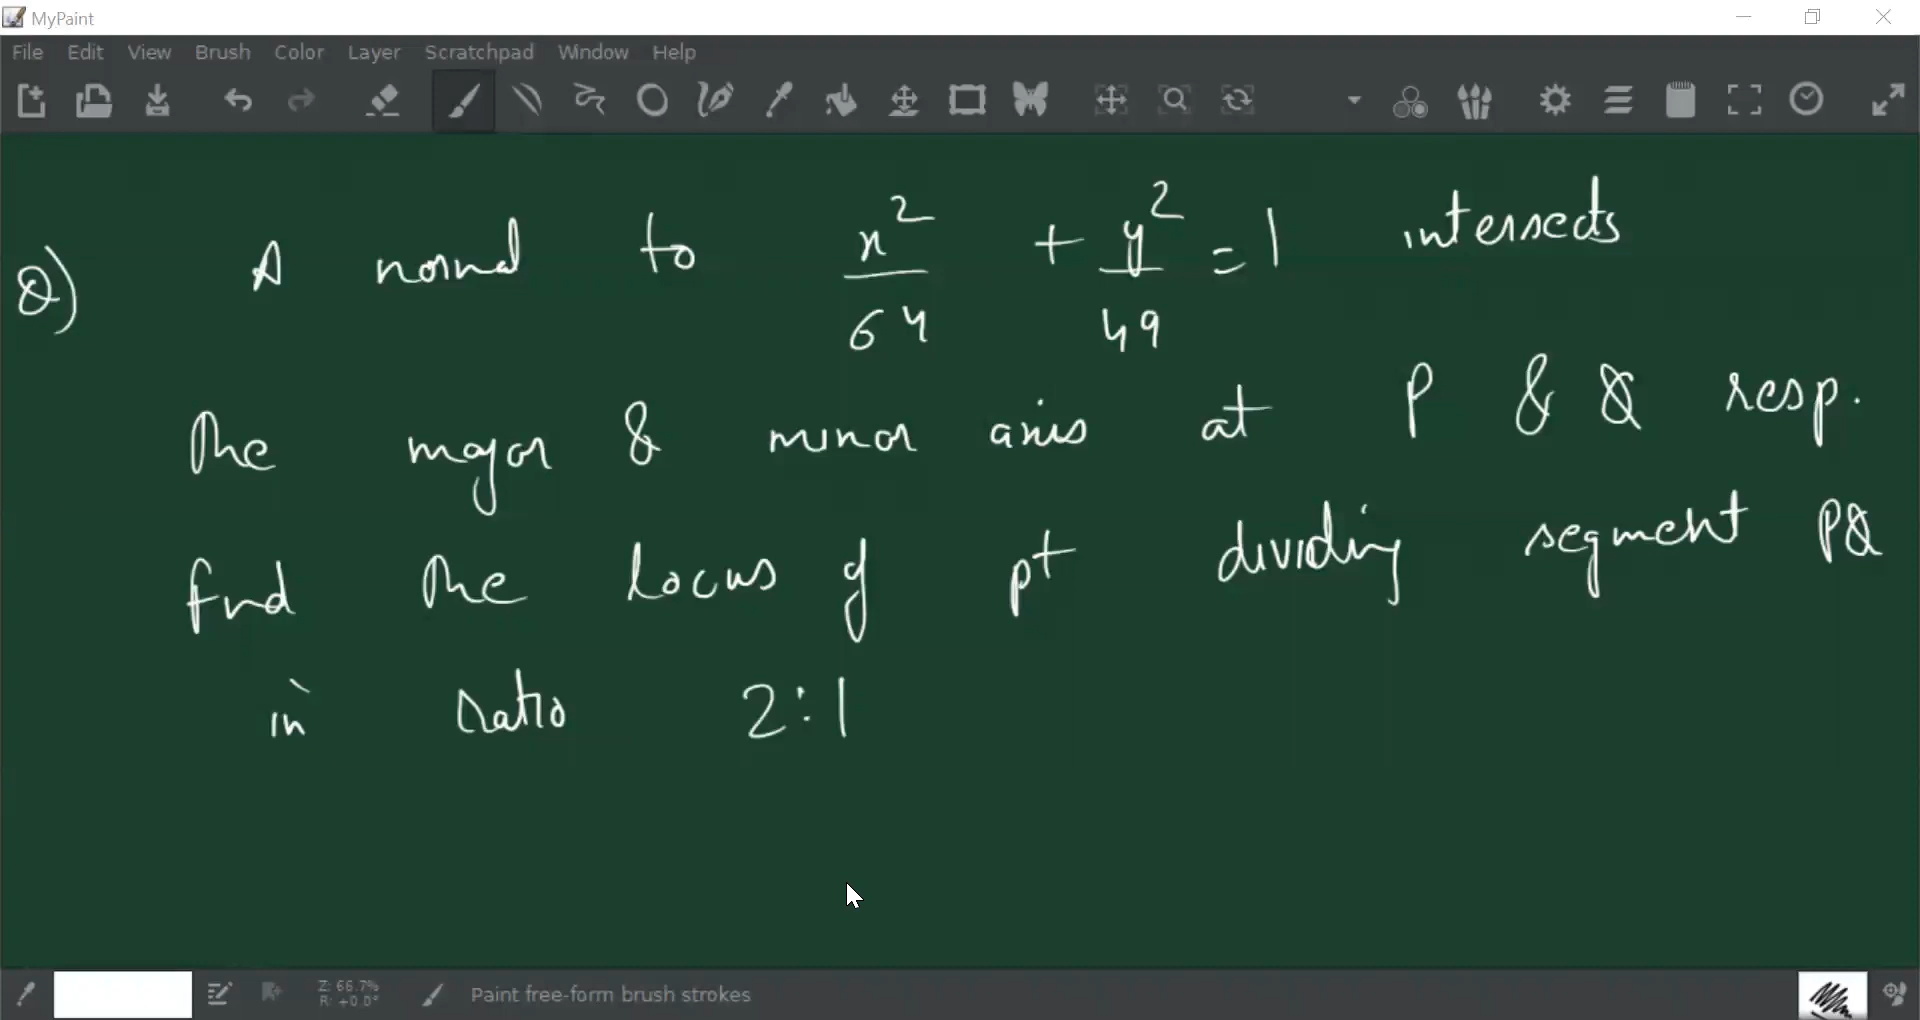 MyPaint
File Edit View Brush Color Layer Scratchpad Window Help
Q) A normal to x²/64 + y²/49 = 1 intersects
the major & minor axis at P & Q resp.
find the locus of pt dividing segment PQ
in ratio 2:1
Z: 66.7%
R: +0.0°
Paint free-form brush strokes